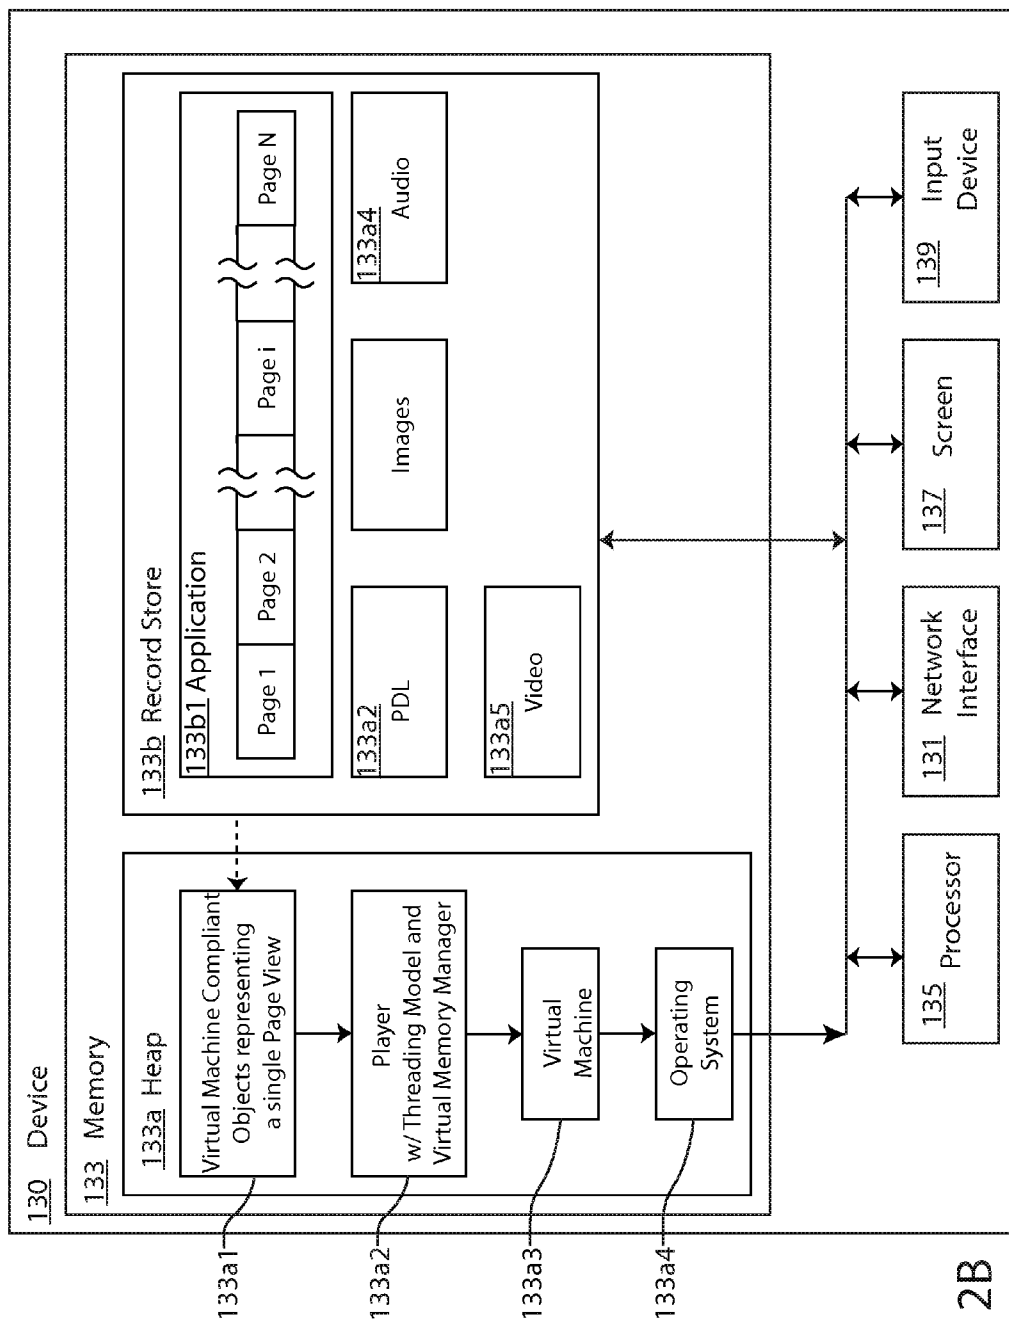 130 Device
133 Memory
133a Heap
Virtual Machine Compliant
Objects representing
a single Page View
Player
w/ Threading Model and
Virtual Memory Manager
Virtual
Machine
Operating
System
133a1
133a2
133a3
133a4
133b Record Store
133b1 Application
Page 1
Page 2
Page i
Page N
133a2
PDL
Images
133a4
Audio
133a5
Video
135 Processor
131 Network
Interface
137 Screen
139 Input
Device
2B